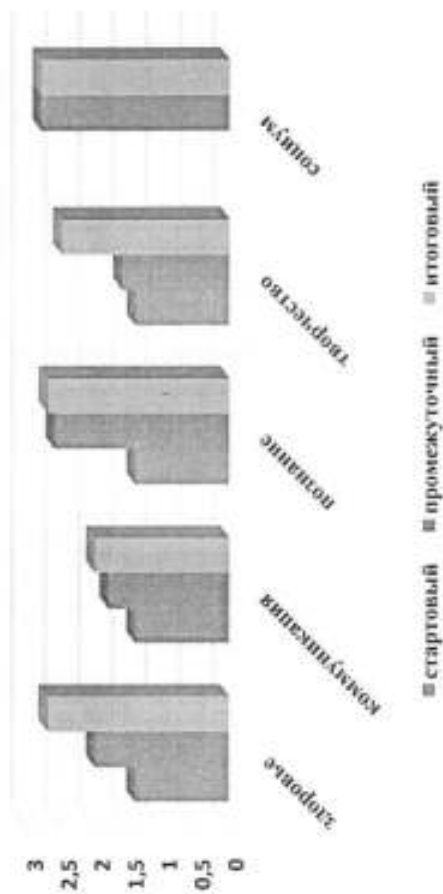 3
2,5
2
1,5
1
0,5
0
здоровье
коммуникация
познание
творчество
социум
стартовый
промежуточный
итоговый